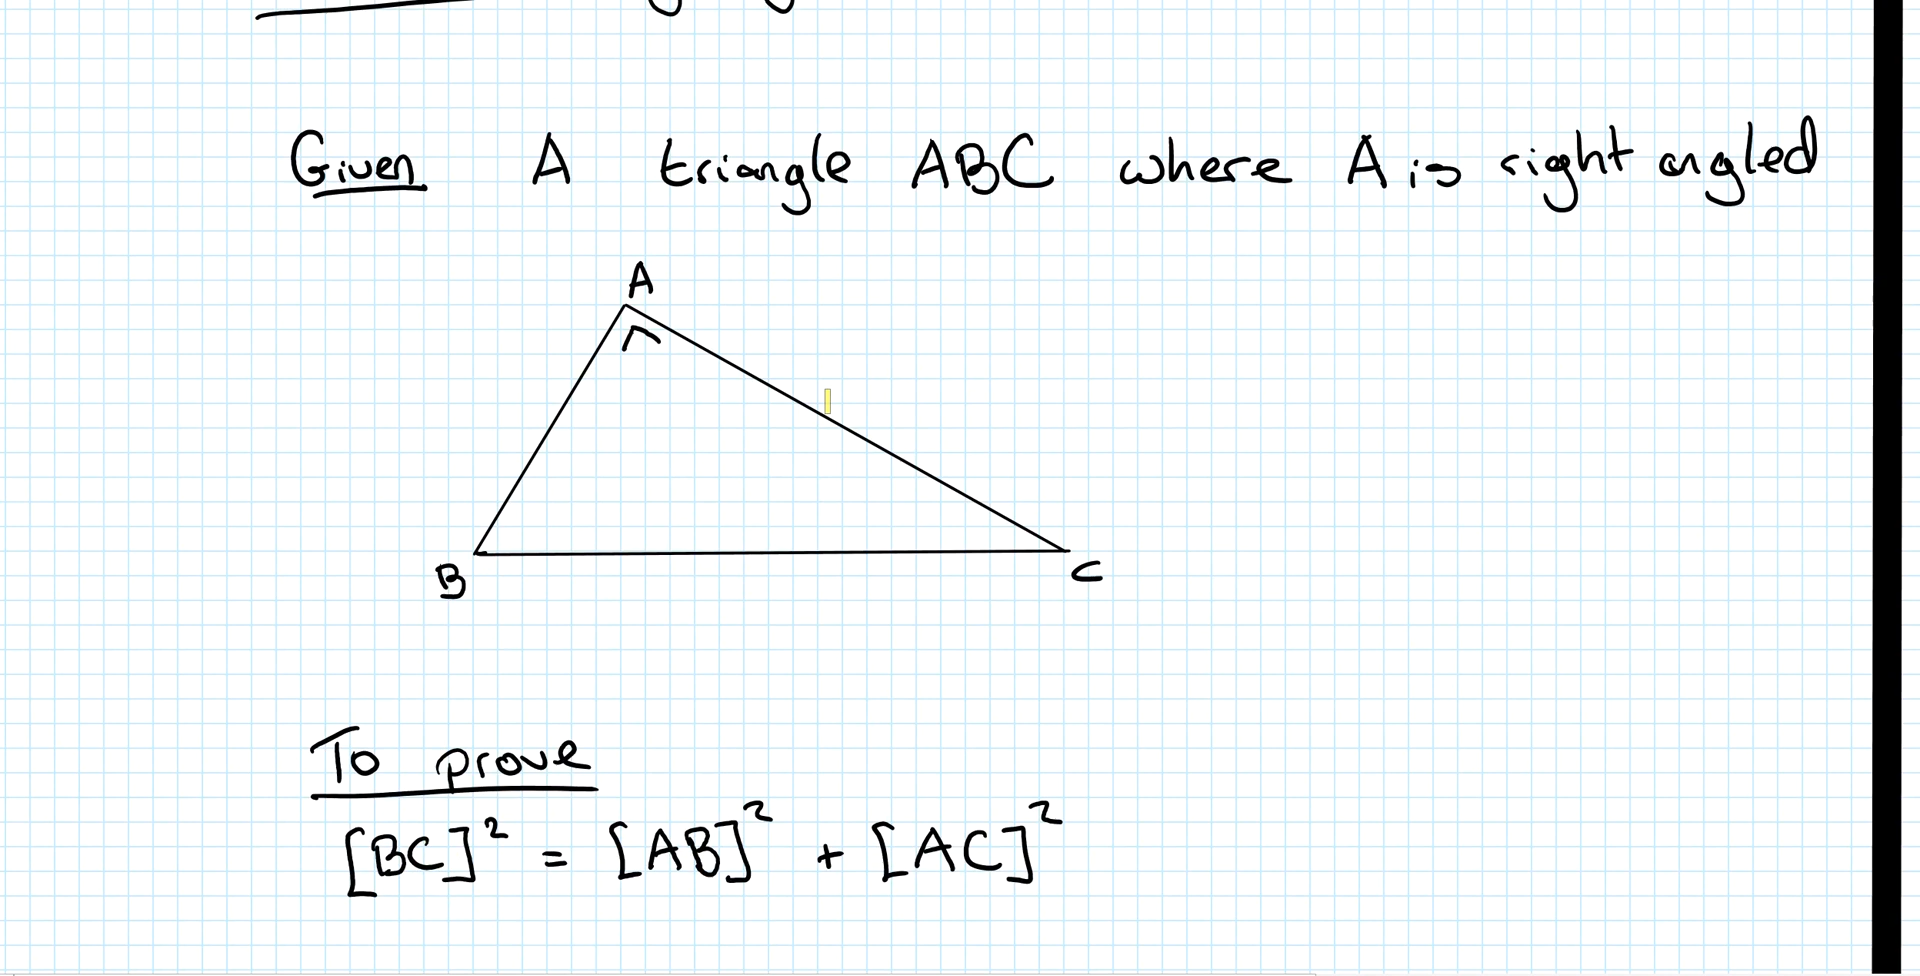 Given A triangle ABC where A is right angled
A
B
C
To prove
[BC]² = [AB]² + [AC]²